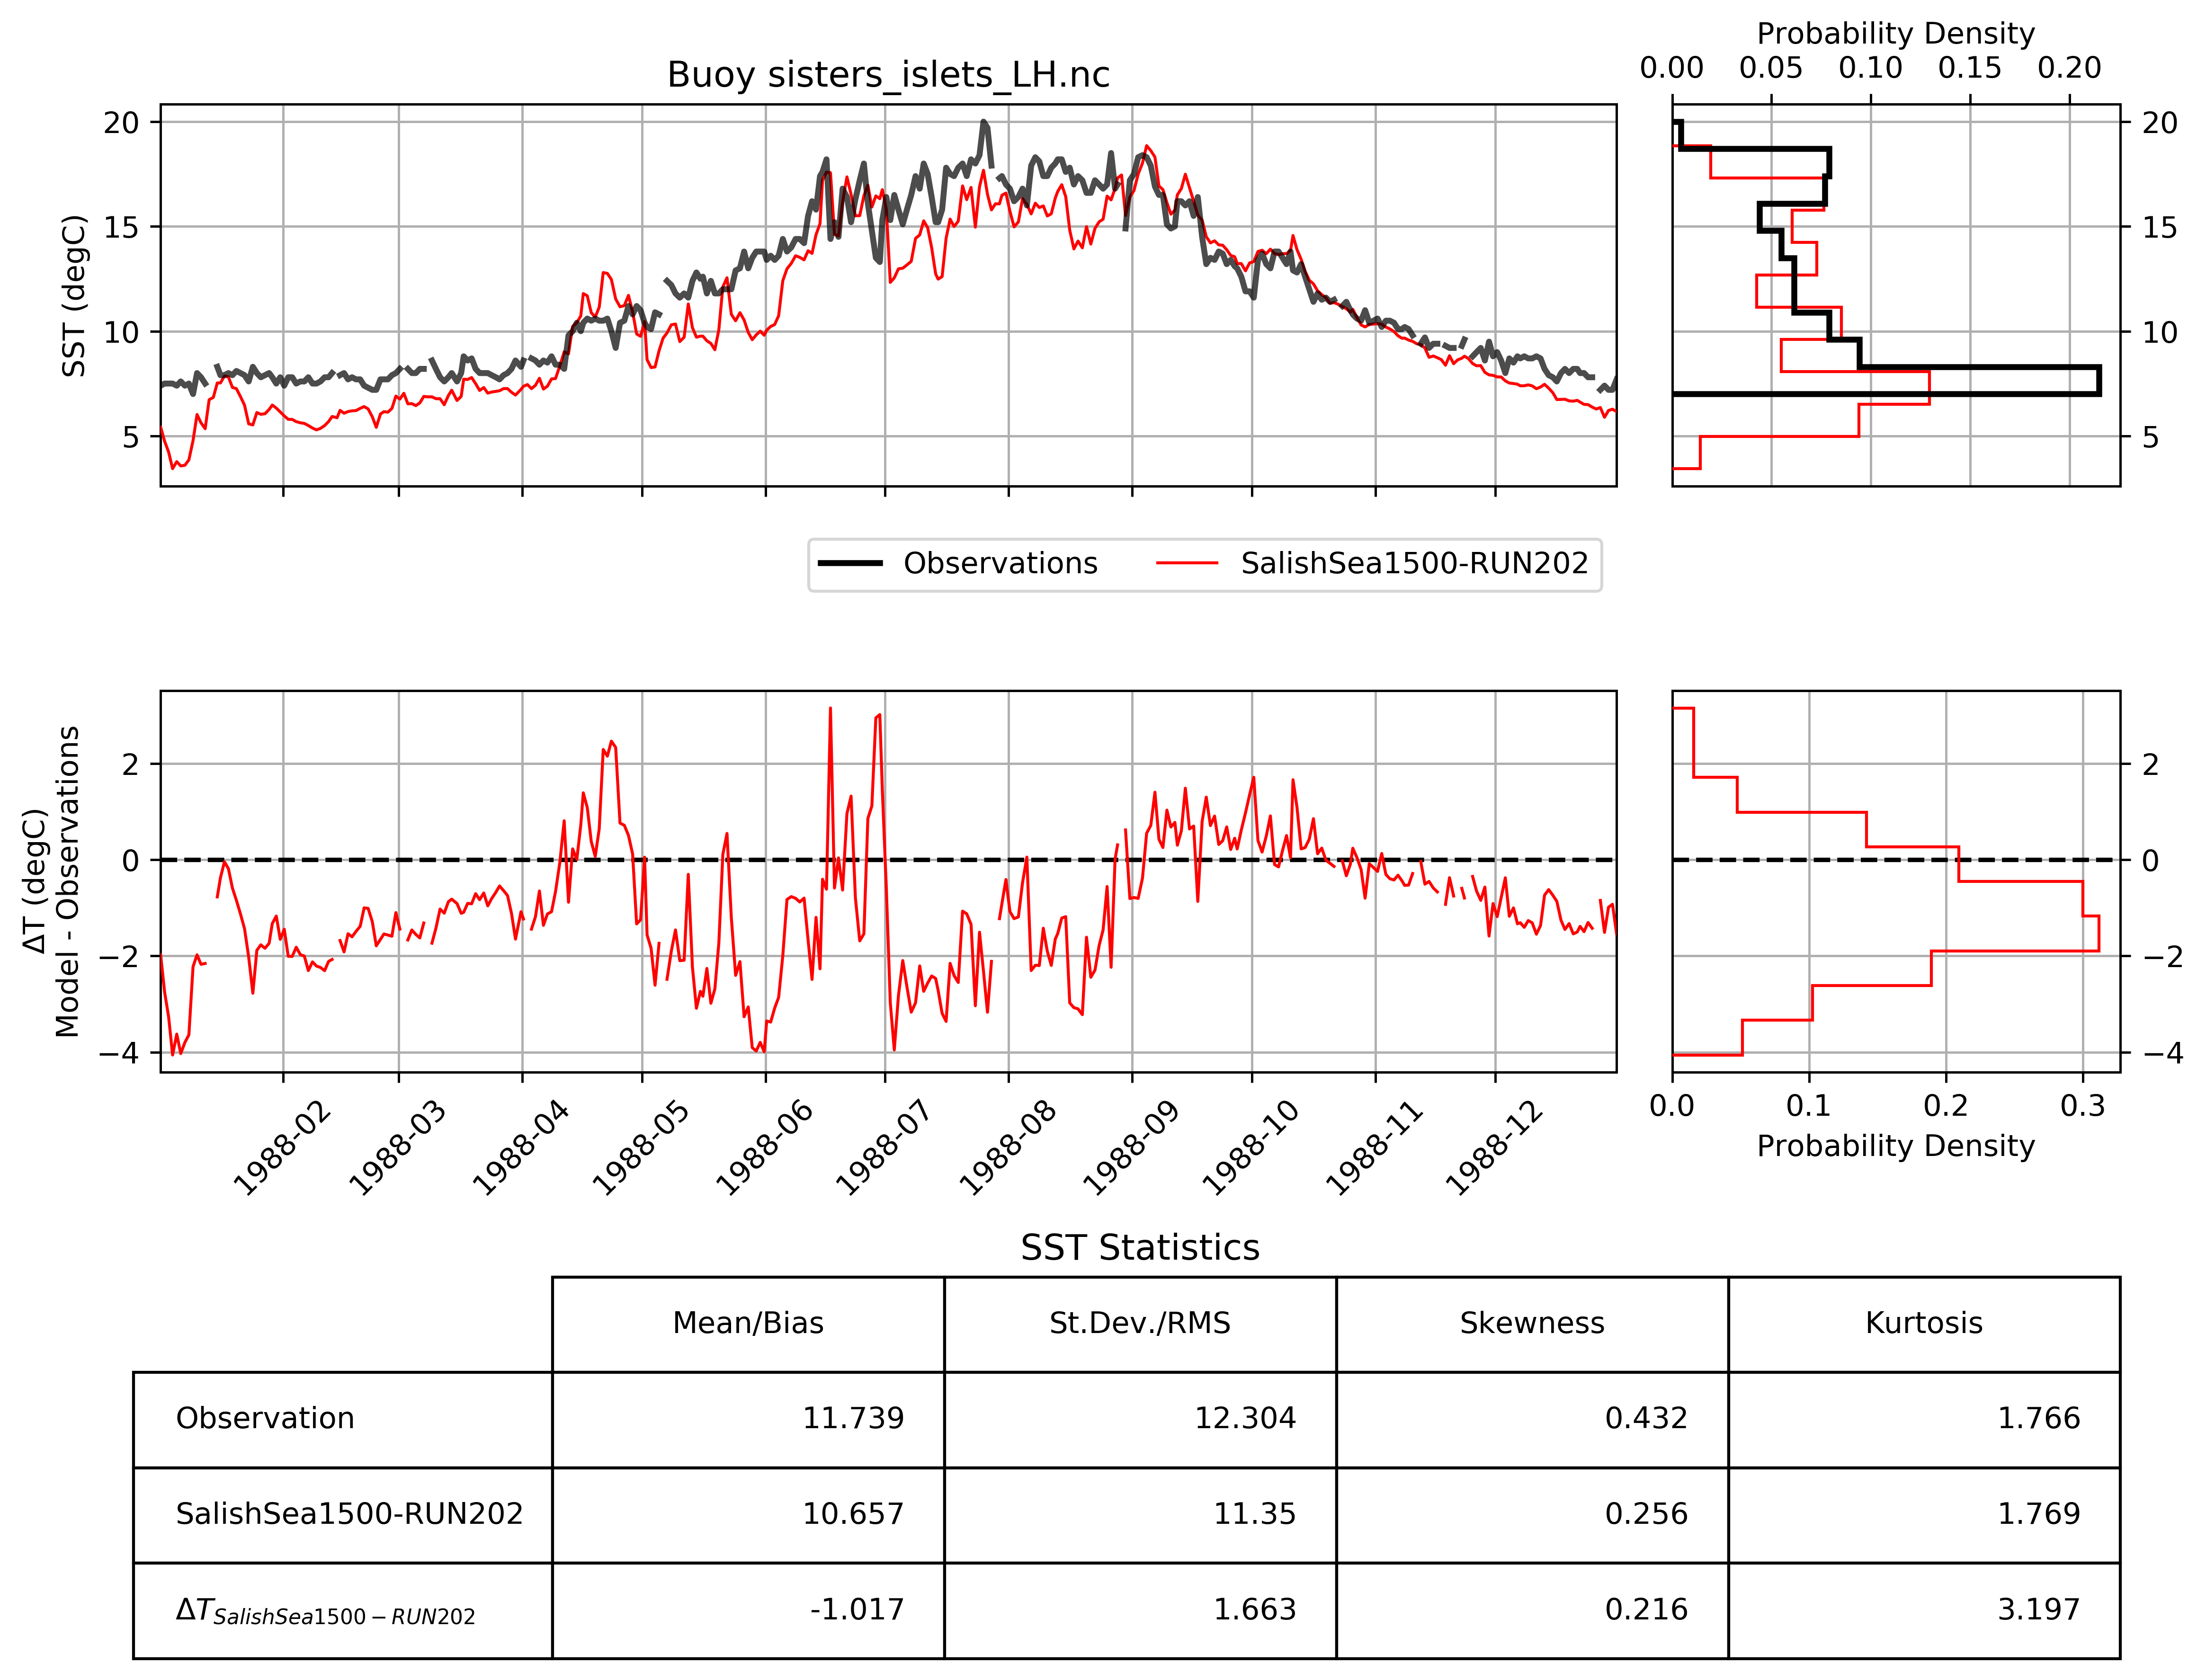 Probability Density
0.00 0.05 0.10 0.15 0.20
Buoy sisters_islets_LH.nc
SST (degC)
20
15
10
5
20
15
10
5
Observations
SalishSea1500-RUN202
ΔT (degC)
Model - Observations
2
0
−2
−4
2
0
−2
−4
1988-02 1988-03 1988-04 1988-05 1988-06 1988-07 1988-08 1988-09 1988-10 1988-11 1988-12
0.0 0.1 0.2 0.3
Probability Density
SST Statistics
Mean/Bias St.Dev./RMS Skewness Kurtosis
Observation 11.739 12.304 0.432 1.766
SalishSea1500-RUN202 10.657 11.35 0.256 1.769
ΔT SalishSea1500−RUN202 -1.017 1.663 0.216 3.197